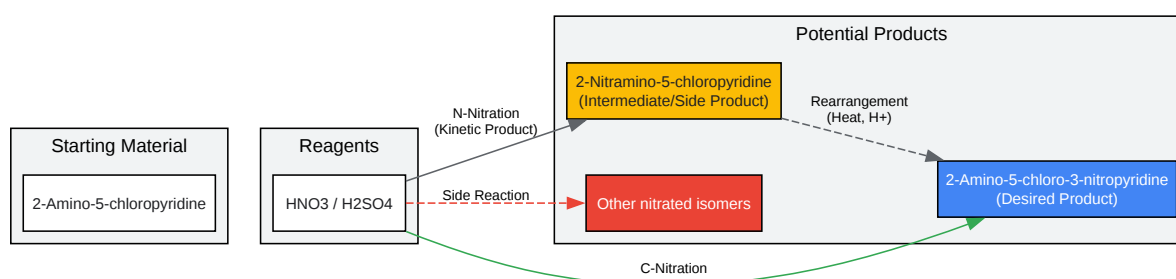 Potential Products
2-Nitramino-5-chloropyridine
(Intermediate/Side Product)
Rearrangement
(Heat, H+)
N-Nitration
(Kinetic Product)
Starting Material
Reagents
2-Amino-5-chloropyridine
HNO3 / H2SO4
Side Reaction
Other nitrated isomers
2-Amino-5-chloro-3-nitropyridine
(Desired Product)
C-Nitration